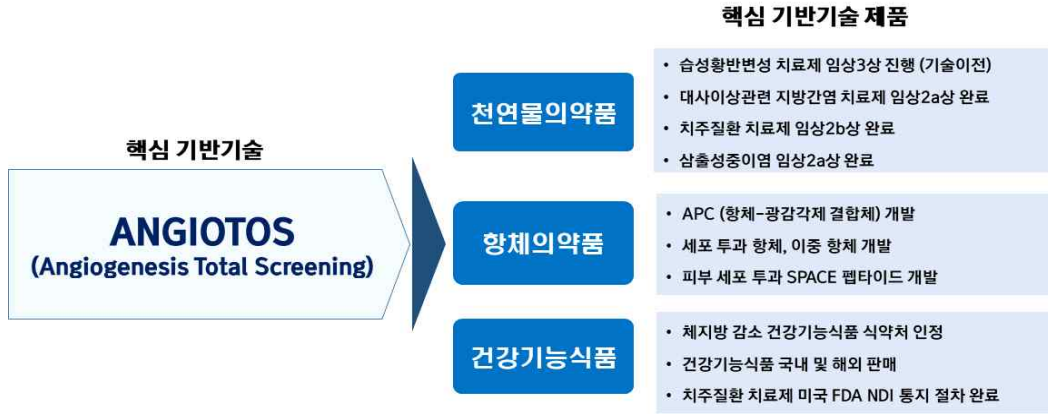 핵심 기반기술 제품
핵심 기반기술
ANGIOTOS
(Angiogenesis Total Screening)
천연물의약품
• 습성황반변성 치료제 임상3상 진행 (기술이전)
• 대사이상관련 지방간염 치료제 임상2a상 완료
• 치주질환 치료제 임상2b상 완료
• 삼출성중이염 임상2a상 완료
항체의약품
• APC (항체-광감각제 결합체) 개발
• 세포 투과 항체, 이중 항체 개발
• 피부 세포 투과 SPACE 펩타이드 개발
건강기능식품
• 체지방 감소 건강기능식품 식약처 인정
• 건강기능식품 국내 및 해외 판매
• 치주질환 치료제 미국 FDA NDI 통지 절차 완료